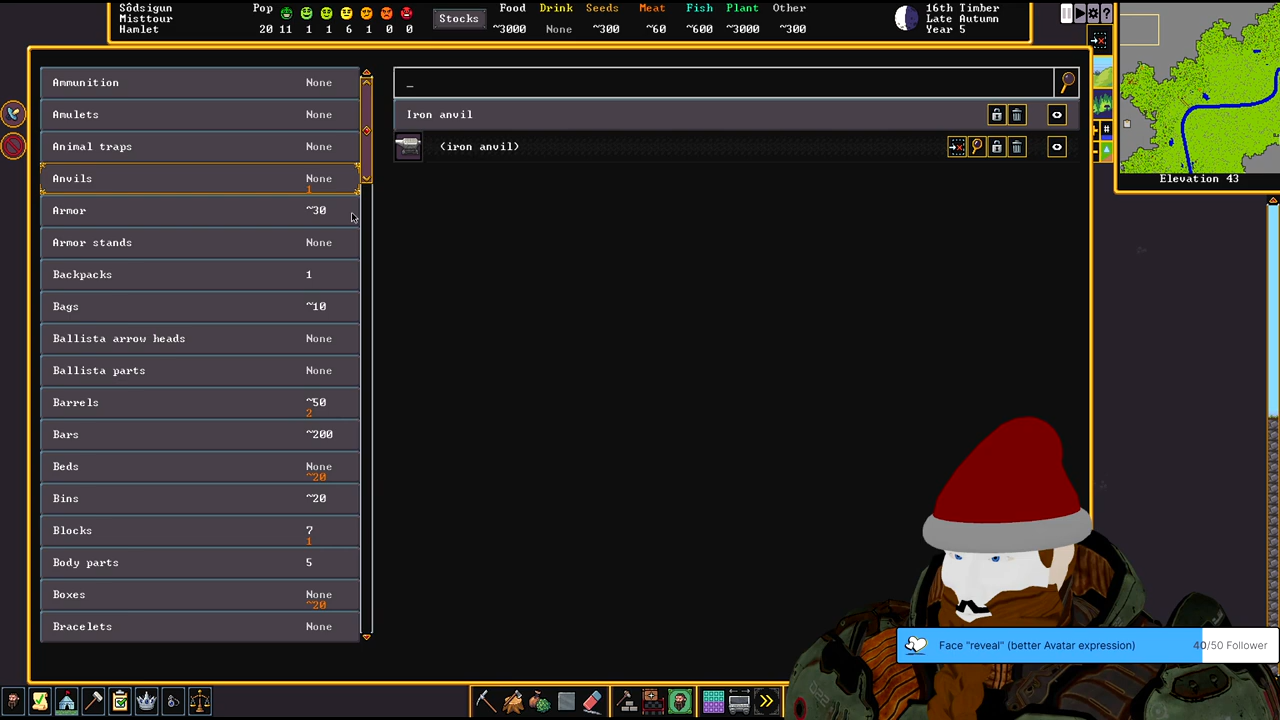 Sôdsigun
Misttour
Hamlet
Pop
20 11 1 1 6 1 0 0
Stocks
Food Drink Seeds Meat Fish Plant Other
~3000 None ~300 ~60 ~600 ~3000 ~300
16th Timber
Late Autumn
Year 5
Elevation 43
Ammunition None
Amulets None
Animal traps None
Anvils None
1
Armor ~30
Armor stands None
Backpacks 1
Bags ~10
Ballista arrow heads None
Ballista parts None
Barrels ~50
2
Bars ~200
Beds None
~20
Bins ~20
Blocks 7
1
Body parts 5
Boxes None
~20
Bracelets None
_
Iron anvil
(iron anvil)
Face "reveal" (better Avatar expression) 40/50 Follower